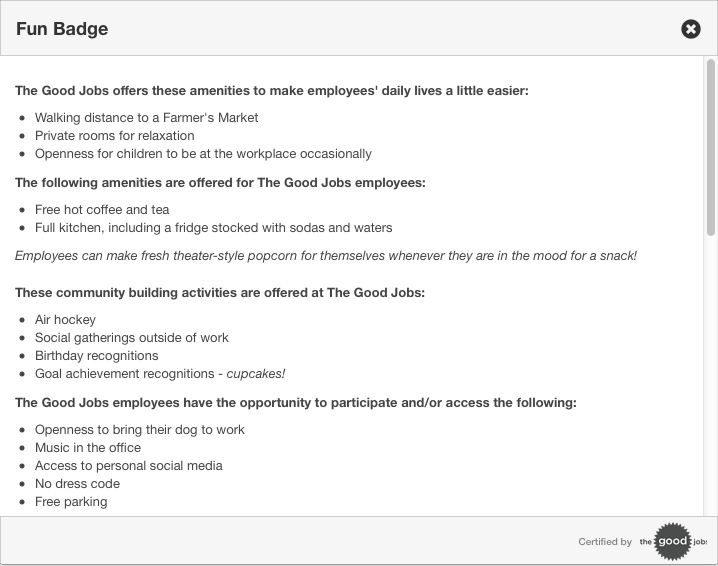 Fun Badge
The Good Jobs offers these amenities to make employees' daily lives a little easier:
Walking distance to a Farmer's Market
Private rooms for relaxation
Openness for children to be at the workplace occasionally
The following amenities are offered for The Good Jobs employees:
Free hot coffee and tea
Full kitchen, including a fridge stocked with sodas and waters
Employees can make fresh theater-style popcorn for themselves whenever they are in the mood for a snack!
These community building activities are offered at The Good Jobs:
Air hockey
Social gatherings outside of work
Birthday recognitions
Goal achievement recognitions - cupcakes!
The Good Jobs employees have the opportunity to participate and/or access the following:
Openness to bring their dog to work
Music in the office
Access to personal social media
No dress code
Free parking
Certified by the good jobs